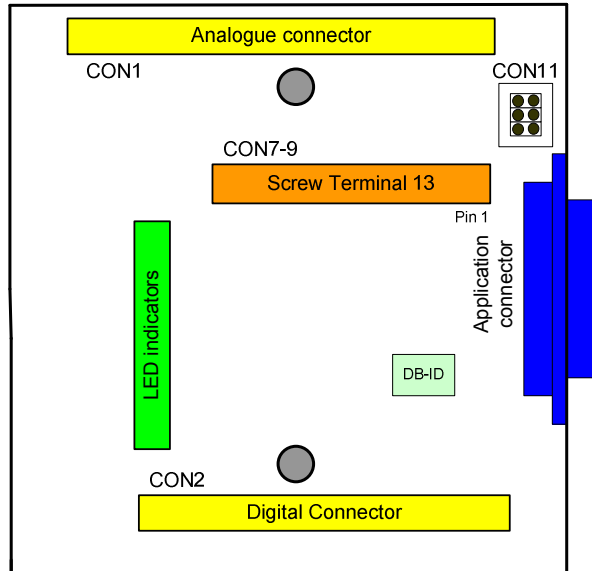 Analogue connector
CON1
CON11
CON7-9
Screw Terminal 13
Pin 1
Application
connector
LED indicators
DB-ID
CON2
Digital Connector